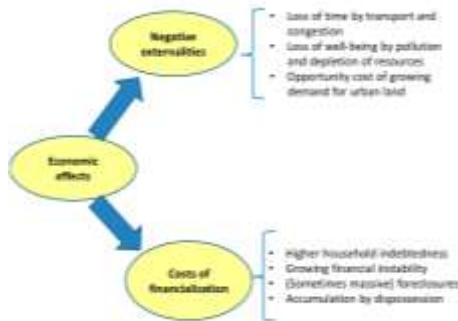 Negative
externalities
• Loss of time by transport and
congestion
• Loss of well-being by pollution
and depletion of resources
• Opportunity cost of growing
demand for urban land
Economic
effects
Costs of
financialization
• Higher household indebtedness
• Growing financial instability
• (Sometimes massive) foreclosures
• Accumulation by dispossession